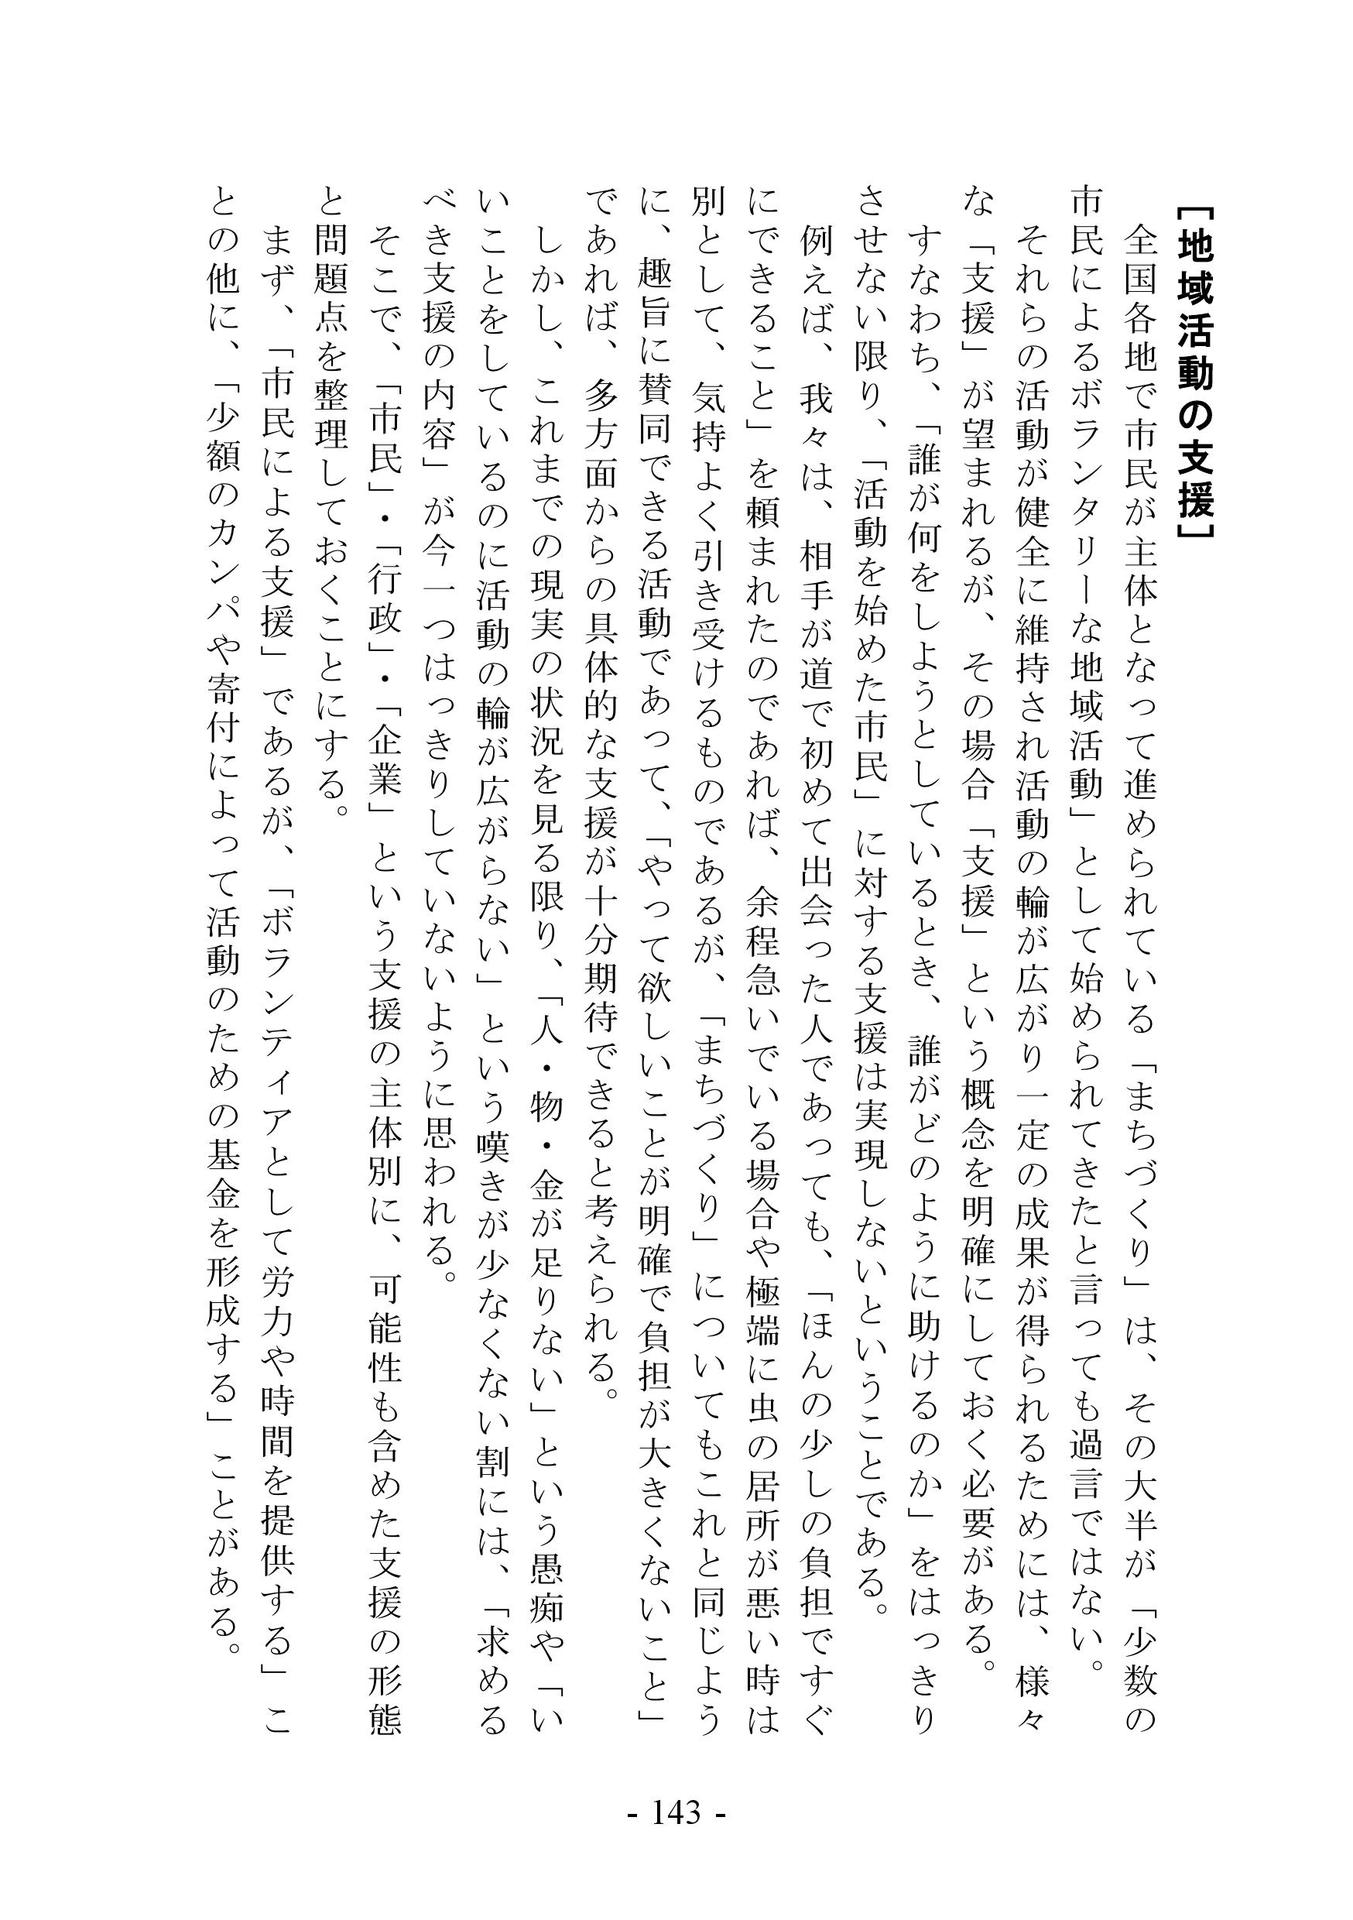 ［地域活動の支援］
　全国各地で市民が主体となって進められている「まちづくり」は、その大半が「少数の
市民によるボランタリーな地域活動」として始められてきたと言っても過言ではない。
　それらの活動が健全に維持され活動の輪が広がり一定の成果が得られるためには、様々
な「支援」が望まれるが、その場合「支援」という概念を明確にしておく必要がある。
　すなわち、「誰が何をしようとしているとき、誰がどのように助けるのか」をはっきり
させない限り、「活動を始めた市民」に対する支援は実現しないということである。
　例えば、我々は、相手が道で初めて出会った人であっても、「ほんの少しの負担ですぐ
にできること」を頼まれたのであれば、余程急いでいる場合や極端に虫の居所が悪い時は
別として、気持よく引き受けるものであるが、「まちづくり」についてもこれと同じよう
に、趣旨に賛同できる活動であって、「やって欲しいことが明確で負担が大きくないこと」
であれば、多方面からの具体的な支援が十分期待できると考えられる。
　しかし、これまでの現実の状況を見る限り、「人・物・金が足りない」という愚痴や「い
いことをしているのに活動の輪が広がらない」という嘆きが少なくない割には、「求める
べき支援の内容」が今一つはっきりしていないように思われる。
　そこで、「市民」・「行政」・「企業」という支援の主体別に、可能性も含めた支援の形態
と問題点を整理しておくことにする。
　まず、「市民による支援」であるが、「ボランティアとして労力や時間を提供する」こ
との他に、「少額のカンパや寄付によって活動のための基金を形成する」ことがある。
- 143 -